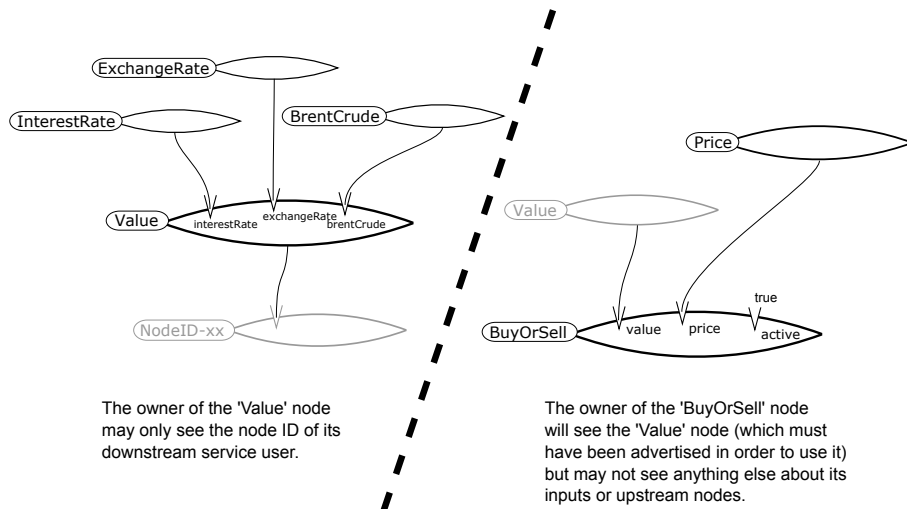 ExchangeRate
InterestRate
BrentCrude
Value
interestRate
exchangeRate
brentCrude
NodeID-xx
The owner of the 'Value' node
may only see the node ID of its
downstream service user.
Price
Value
true
BuyOrSell
value
price
active
The owner of the 'BuyOrSell' node
will see the 'Value' node (which must
have been advertised in order to use it)
but may not see anything else about its
inputs or upstream nodes.